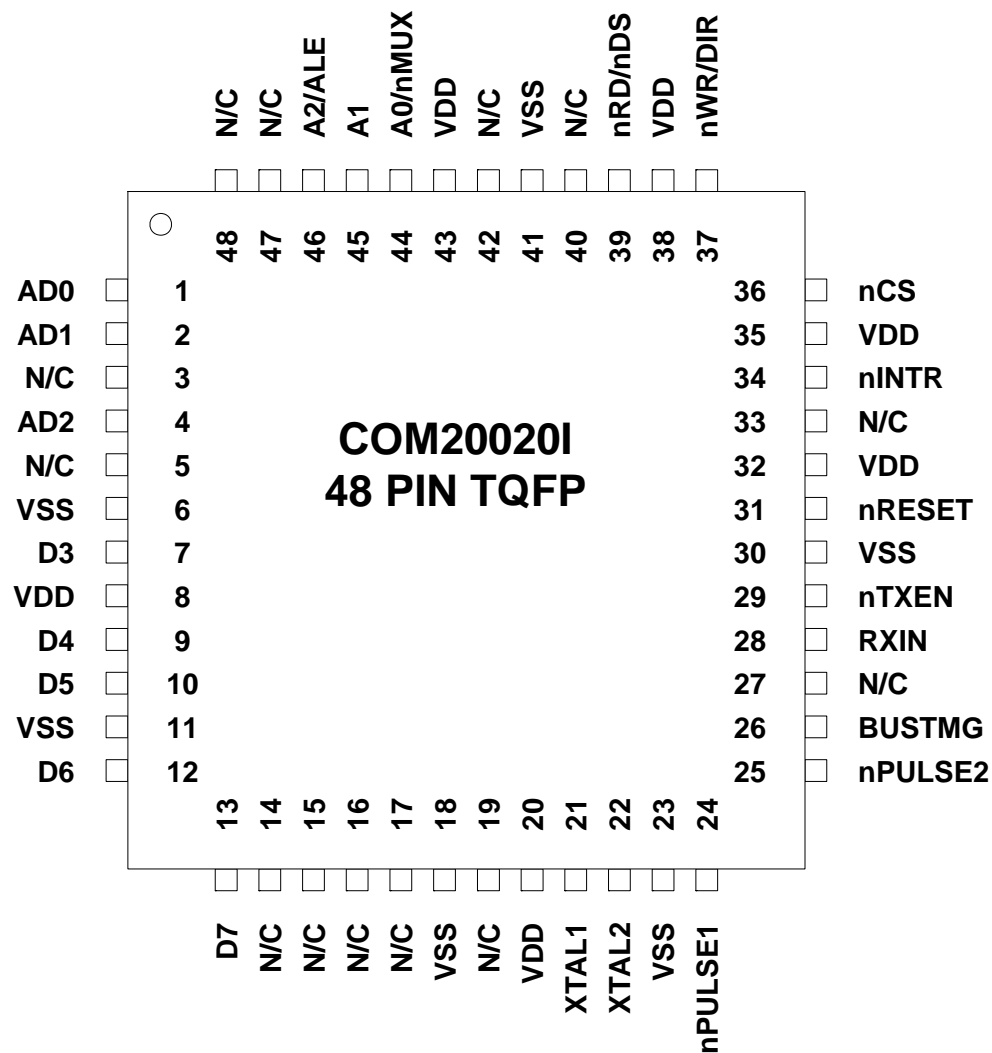 N/C
N/C
A2/ALE
A1
A0/nMUX
VDD
N/C
VSS
N/C
nRD/nDS
VDD
nWR/DIR
48
47
46
45
44
43
42
41
40
39
38
37
AD0 1
AD1 2
N/C 3
AD2 4
N/C 5
VSS 6
D3 7
VDD 8
D4 9
D5 10
VSS 11
D6 12
COM20020I
48 PIN TQFP
36 nCS
35 VDD
34 nINTR
33 N/C
32 VDD
31 nRESET
30 VSS
29 nTXEN
28 RXIN
27 N/C
26 BUSTMG
25 nPULSE2
13
14
15
16
17
18
19
20
21
22
23
24
D7
N/C
N/C
N/C
N/C
VSS
N/C
VDD
XTAL1
XTAL2
VSS
nPULSE1